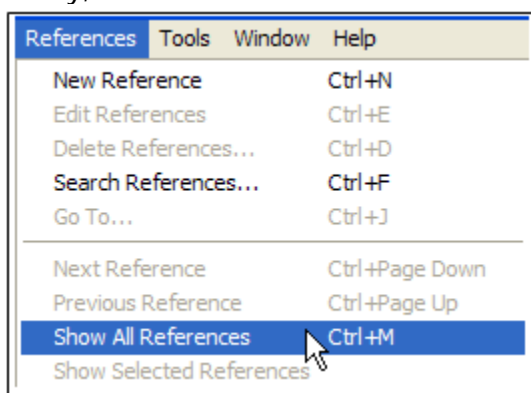 References Tools Window Help
New Reference Ctrl+N
Edit References Ctrl+E
Delete References... Ctrl+D
Search References... Ctrl+F
Go To... Ctrl+J
Next Reference Ctrl+Page Down
Previous Reference Ctrl+Page Up
Show All References Ctrl+M
Show Selected References